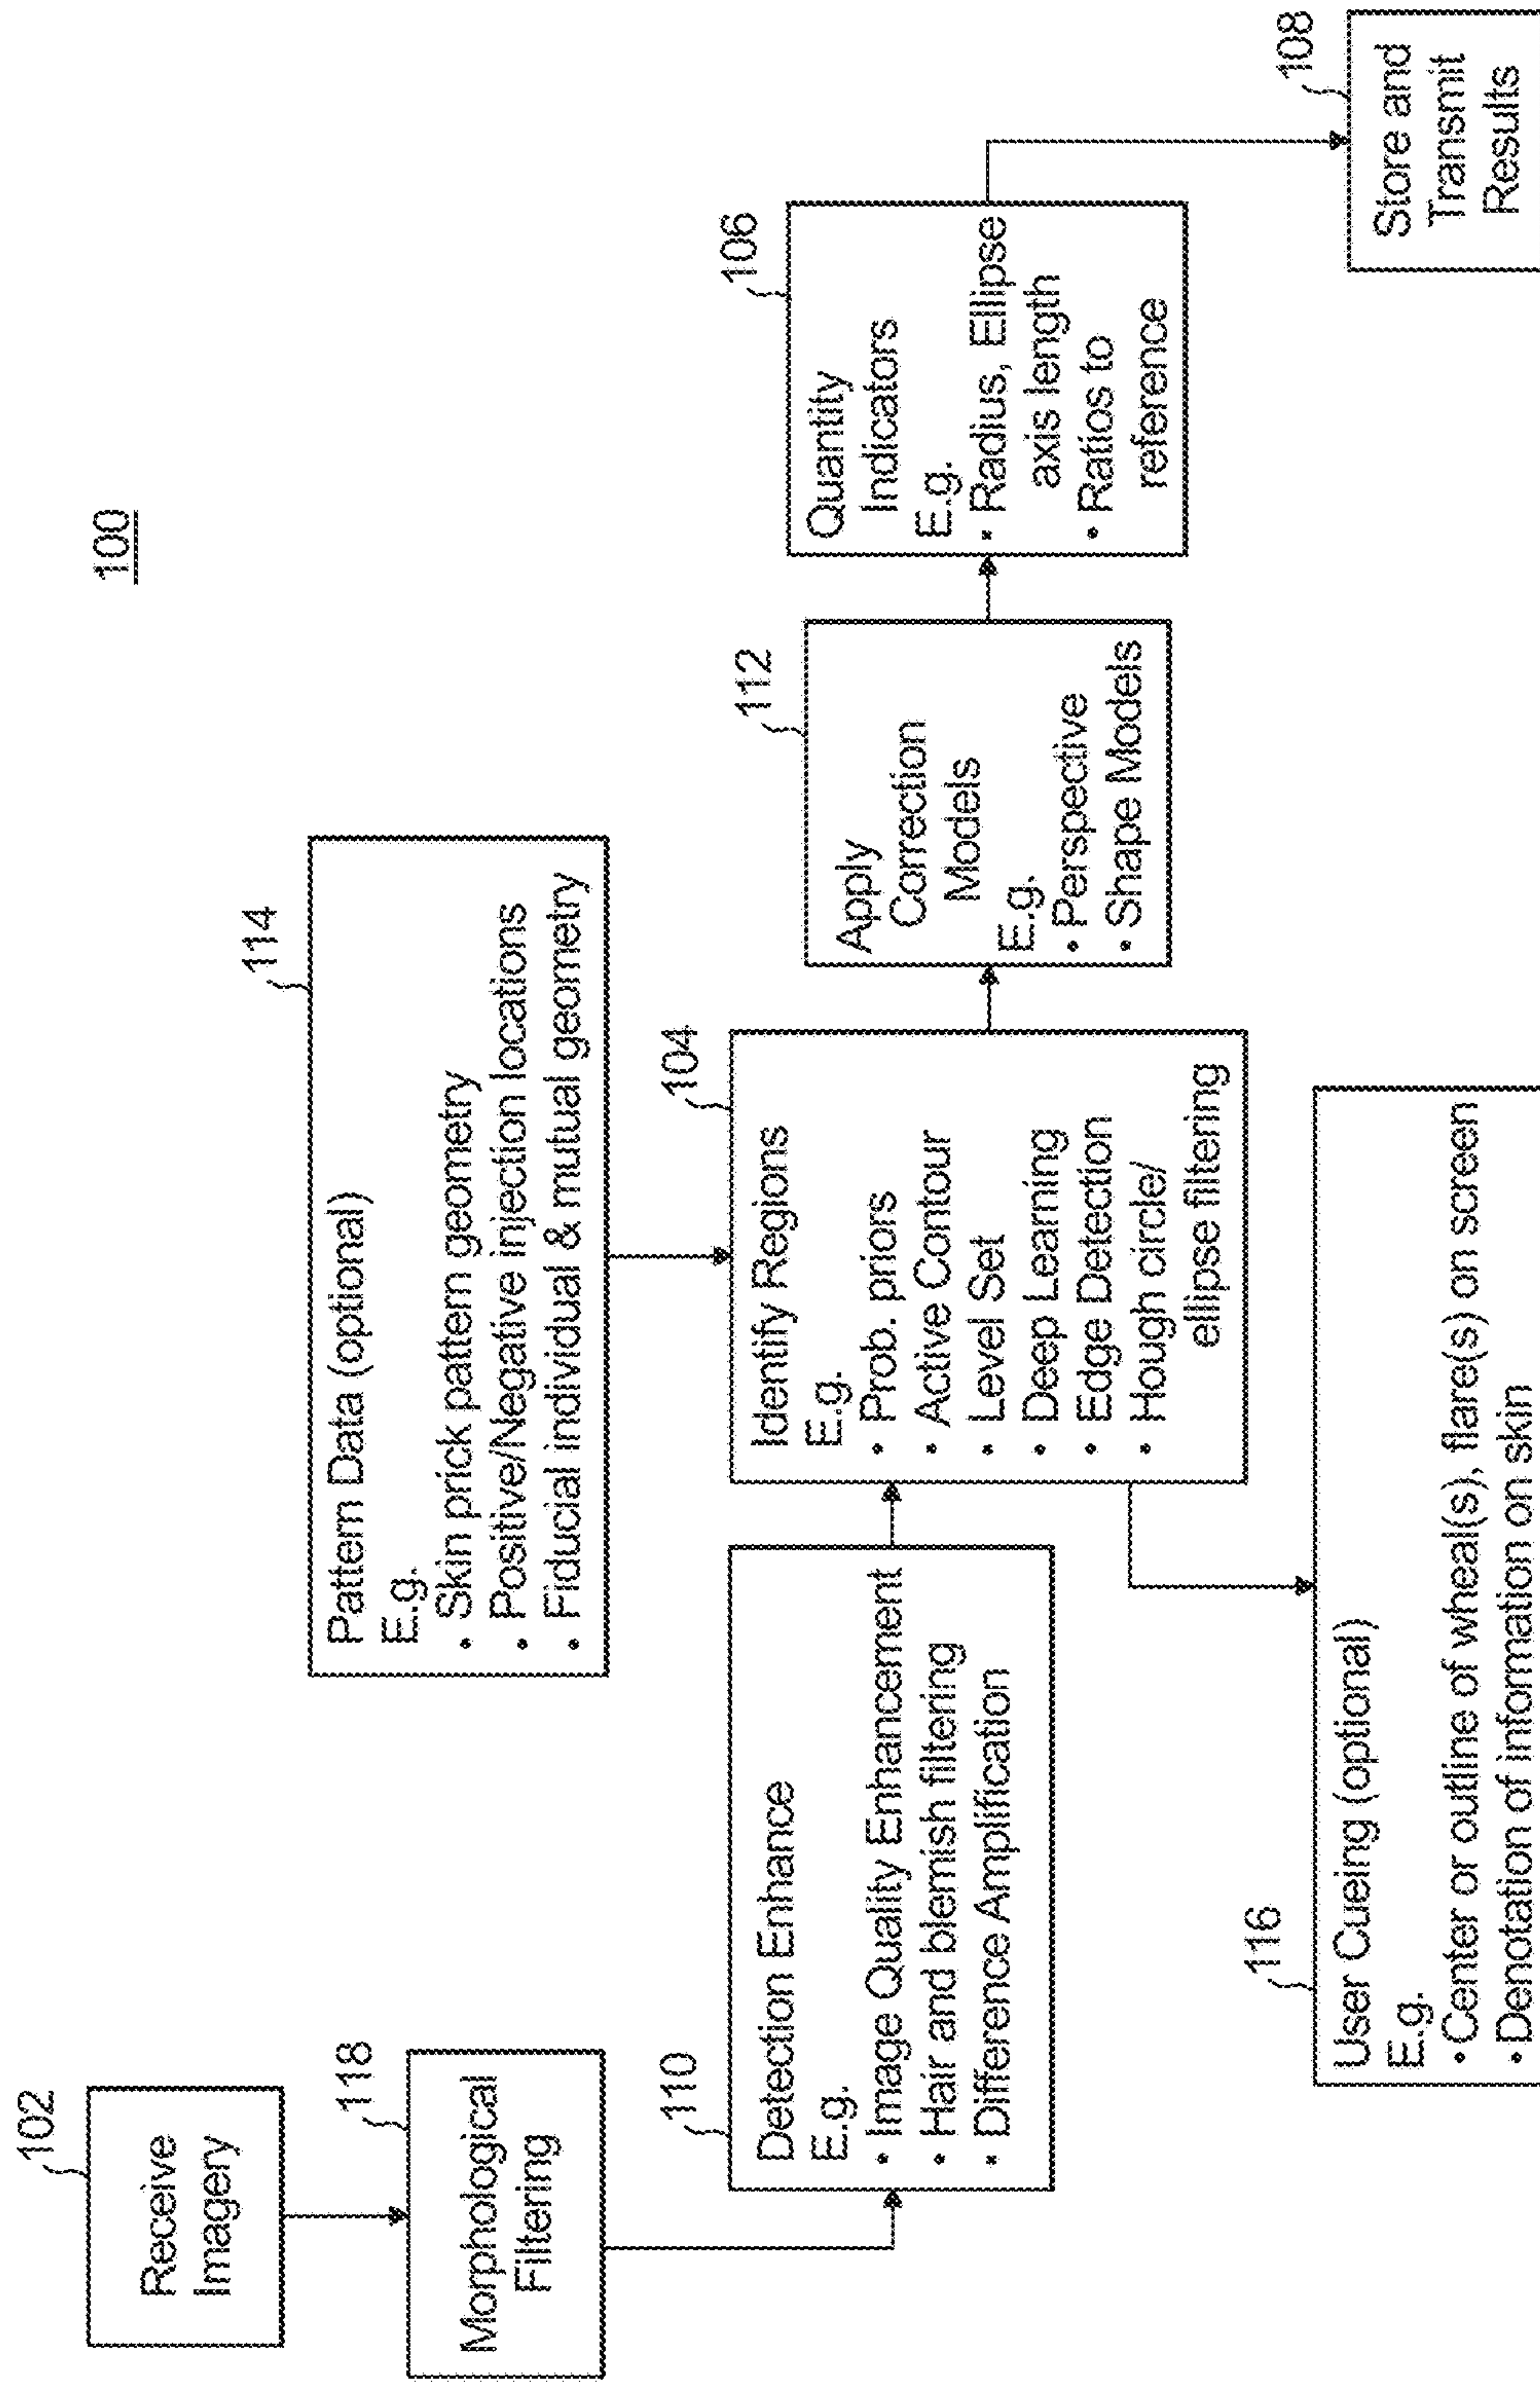 100
102
Receive
Imagery
118
Morphological
Filtering
114
Pattern Data (optional)
E.g.
• Skin prick pattern geometry
• Positive/Negative injection locations
• Fiducial individual & mutual geometry
110
Detection Enhance
E.g.
• Image Quality Enhancement
• Hair and blemish filtering
• Difference Amplification
104
Identify Regions
E.g.
• Prob. priors
• Active Contour
• Level Set
• Deep Learning
• Edge Detection
• Hough circle/
ellipse filtering
112
Apply
Correction
Models
E.g.
• Perspective
• Shape Models
106
Quantity
Indicators
E.g.
• Radius, Ellipse
axis length
• Ratios to
reference
108
Store and
Transmit
Results
116
User Cueing (optional)
E.g.
• Center or outline of wheal(s), flare(s) on screen
• Denotation of information on skin